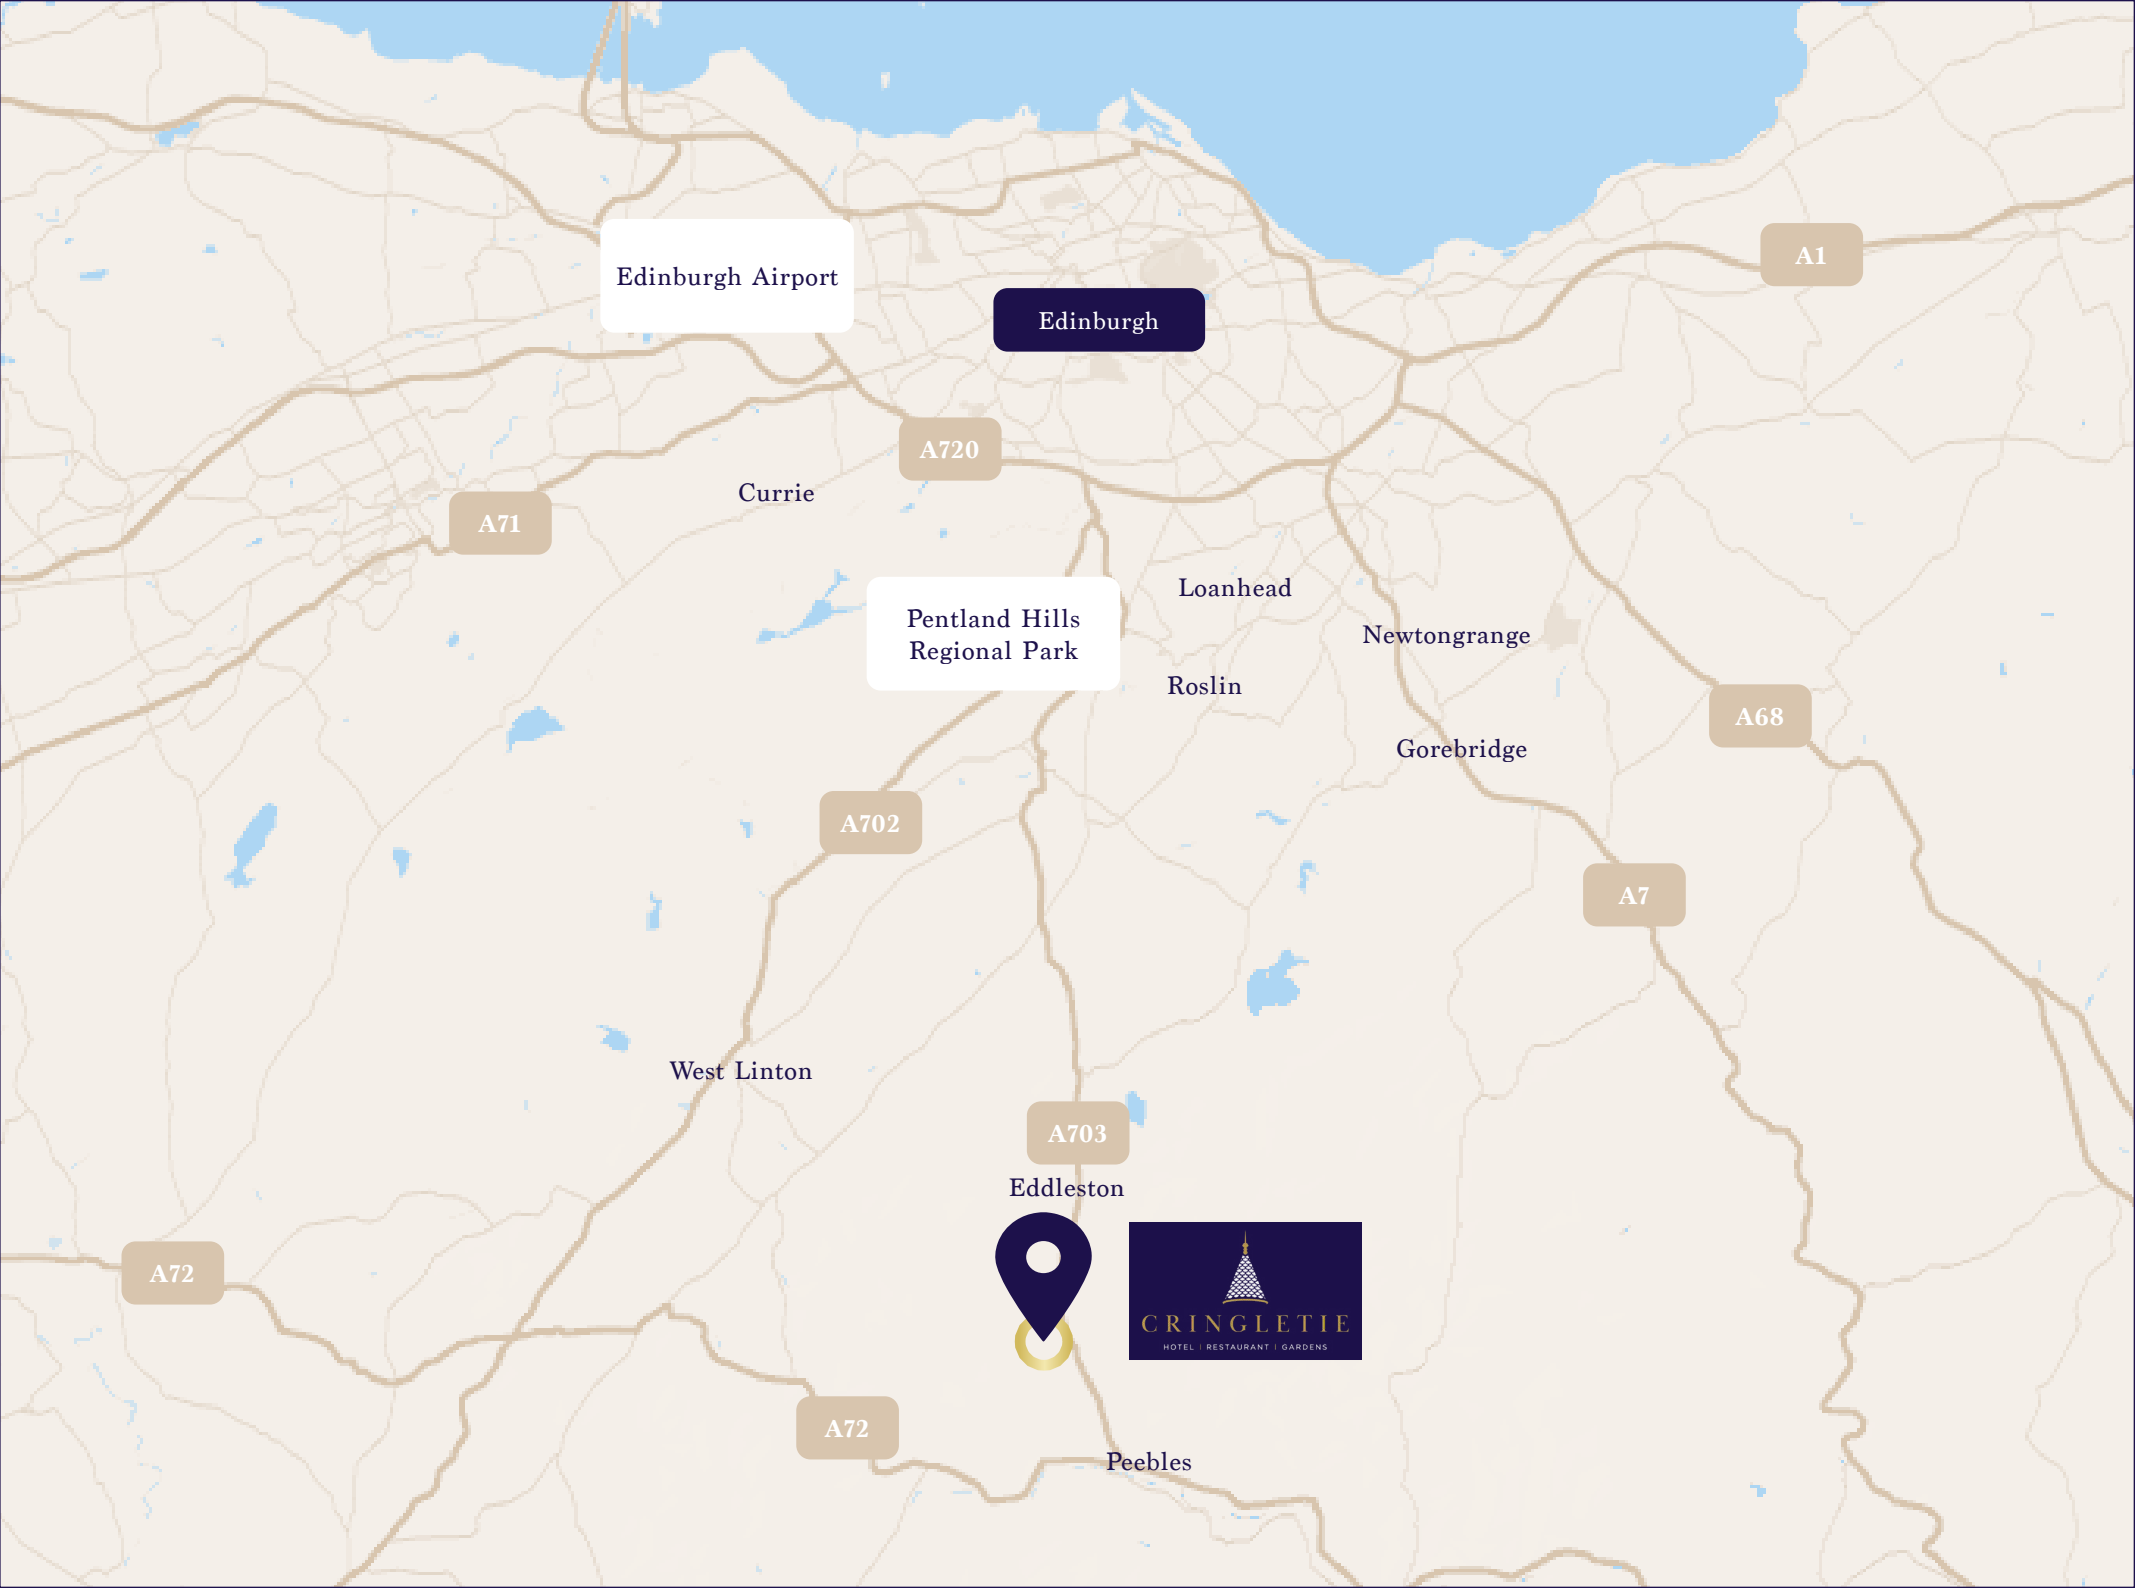 A1
Edinburgh Airport
Edinburgh
A720
Currie
A71
Loanhead
Pentland Hills
Regional Park
Newtongrange
Roslin
A68
Gorebridge
A702
A7
West Linton
A703
Eddleston
A72
CRINGLETIE
HOTEL | RESTAURANT | GARDENS
A72
Peebles